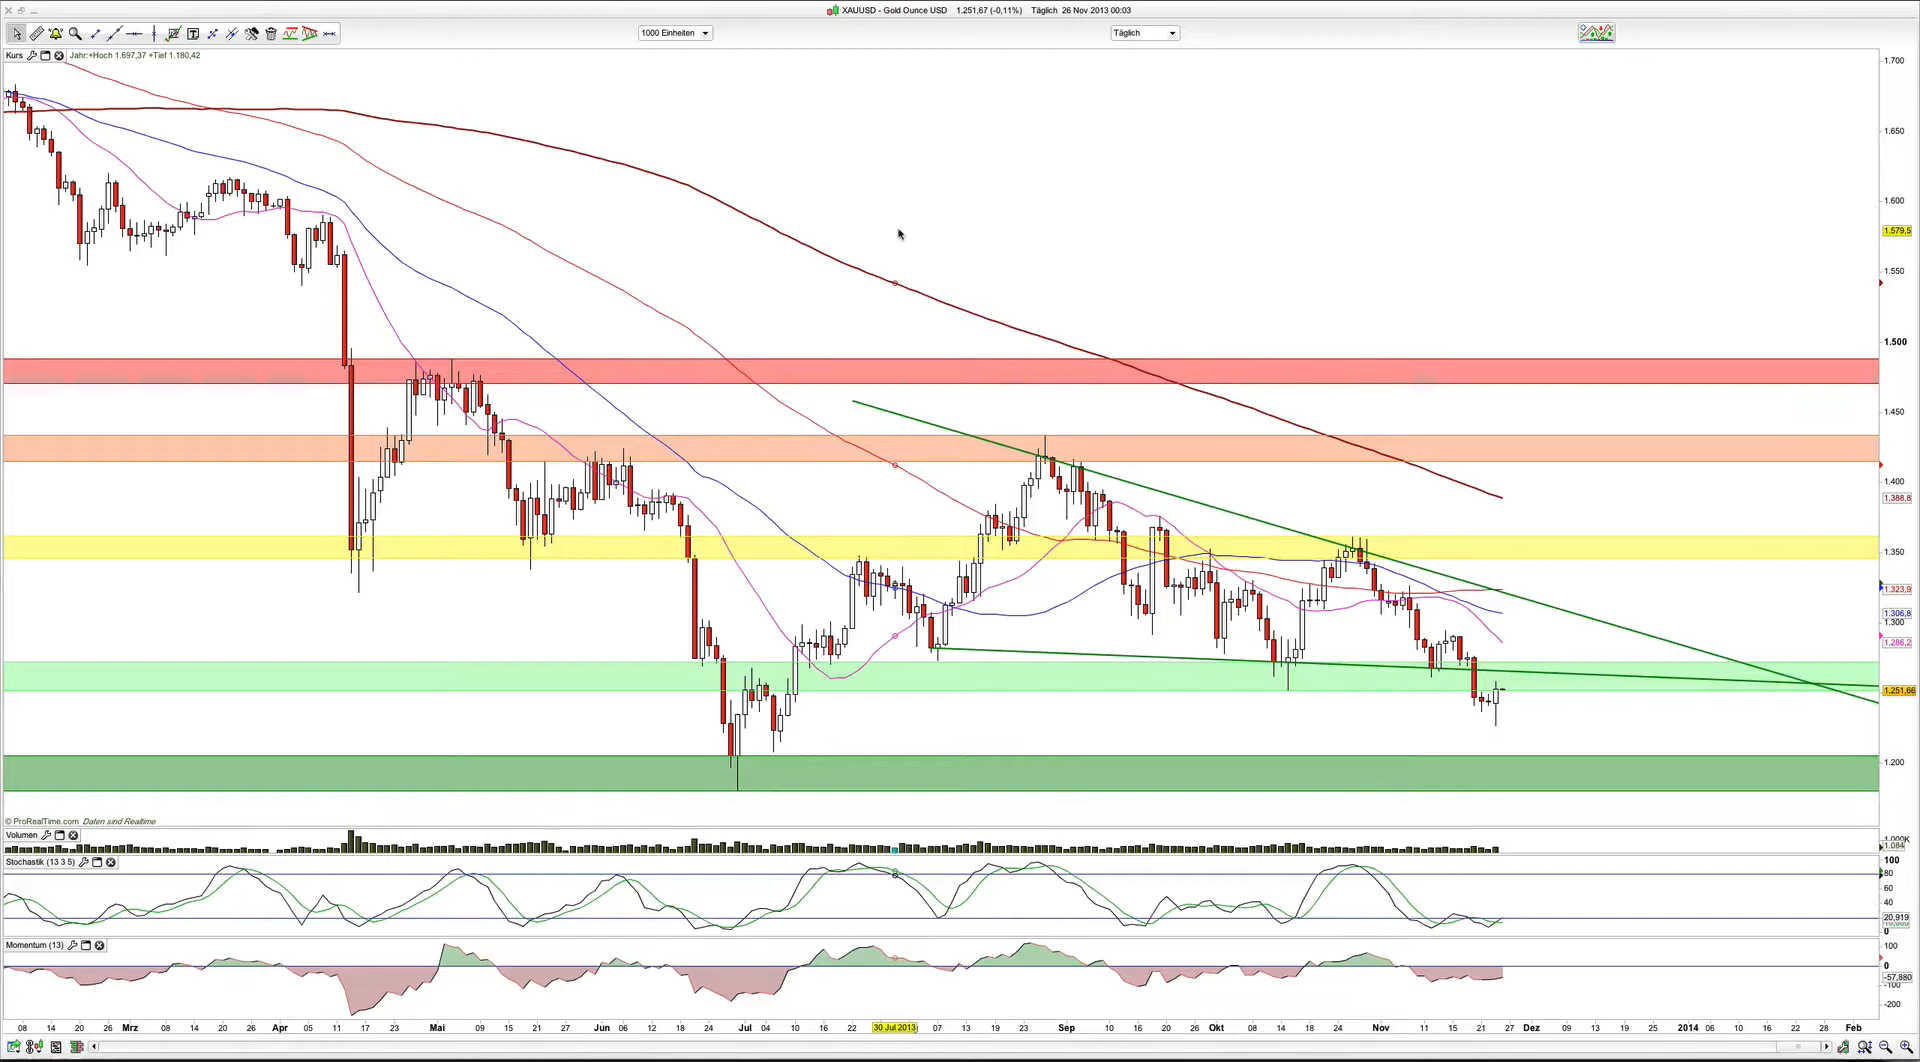 XAUUSD - Gold Ounce USD 1.251,67 (-0,11%) Täglich 26 Nov 2013 00:03
1000 Einheiten
Täglich
Kurs
Jahr:+Hoch 1.697,37 +Tief 1.180,42
1.700
1.650
1.600
1.579,5
1.550
1.500
1.450
1.400
1.388,8
1.350
1.323,9
1.306,8
1.300
1.286,2
1.251,66
1.200
© ProRealTime.com Daten sind Realtime
Volumen
1.000K
1.084
Stochastik (13 3 5)
100
80
60
40
20,919
0
Momentum (13)
100
0
-57,880
-100
-200
08 14 20 26 Mrz 08 14 20 26 Apr 05 11 17 23 Mai 09 15 21 27 Jun 06 12 18 24 Jul 04 10 16 22 30 Jul 2013 07 13 19 23 Sep 10 14 20 26 Okt 08 14 18 24 Nov 11 15 21 27 Dez 09 13 19 25 2014 06 10 16 22 28 Feb